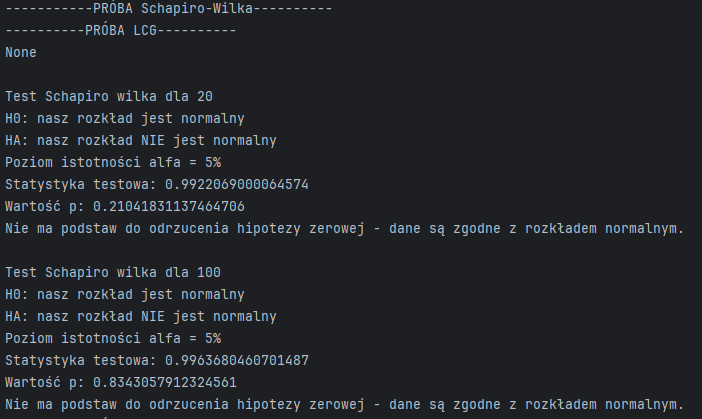 -----------PRÓBA Schapiro-Wilka----------
----------PRÓBA LCG----------
None
Test Schapiro wilka dla 20
H0: nasz rozkład jest normalny
HA: nasz rozkład NIE jest normalny
Poziom istotności alfa = 5%
Statystyka testowa: 0.9922069000064574
Wartość p: 0.21041831137464706
Nie ma podstaw do odrzucenia hipotezy zerowej - dane są zgodne z rozkładem normalnym.
Test Schapiro wilka dla 100
H0: nasz rozkład jest normalny
HA: nasz rozkład NIE jest normalny
Poziom istotności alfa = 5%
Statystyka testowa: 0.9963680460701487
Wartość p: 0.8343057912324561
Nie ma podstaw do odrzucenia hipotezy zerowej - dane są zgodne z rozkładem normalnym.